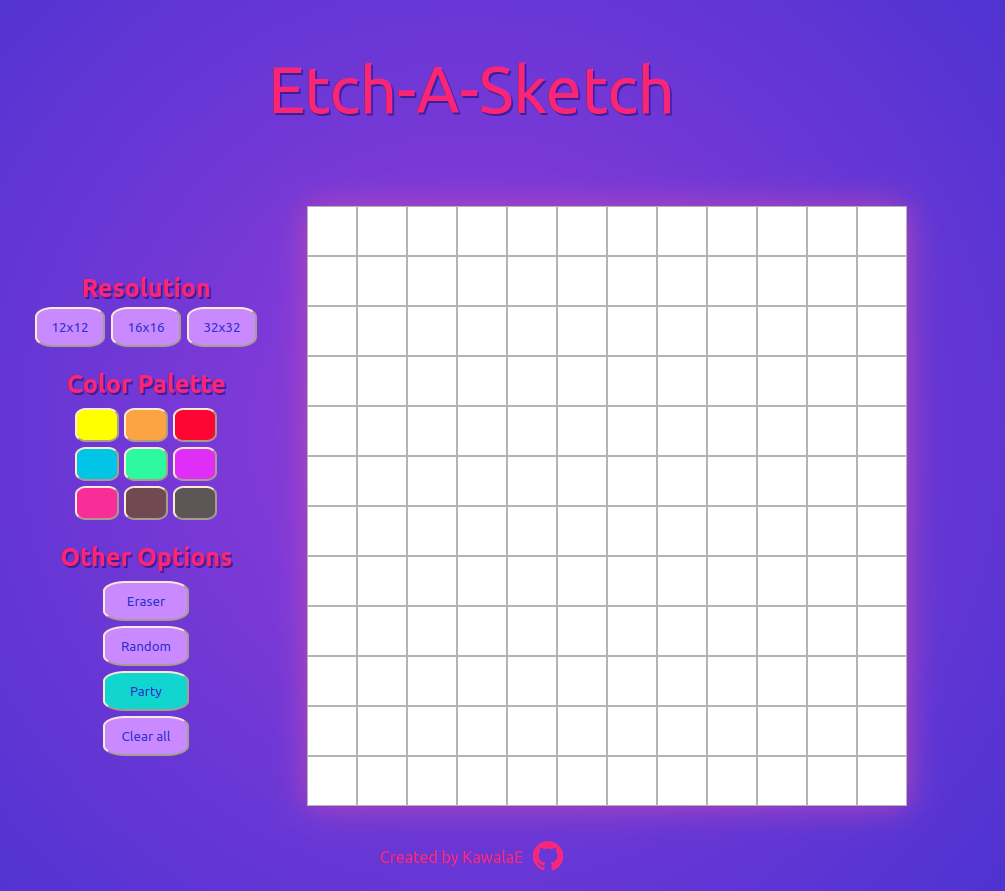 Etch-A-Sketch
Resolution
12x12 16x16 32x32
Color Palette
Other Options
Eraser
Random
Party
Clear all
Created by KawalaE